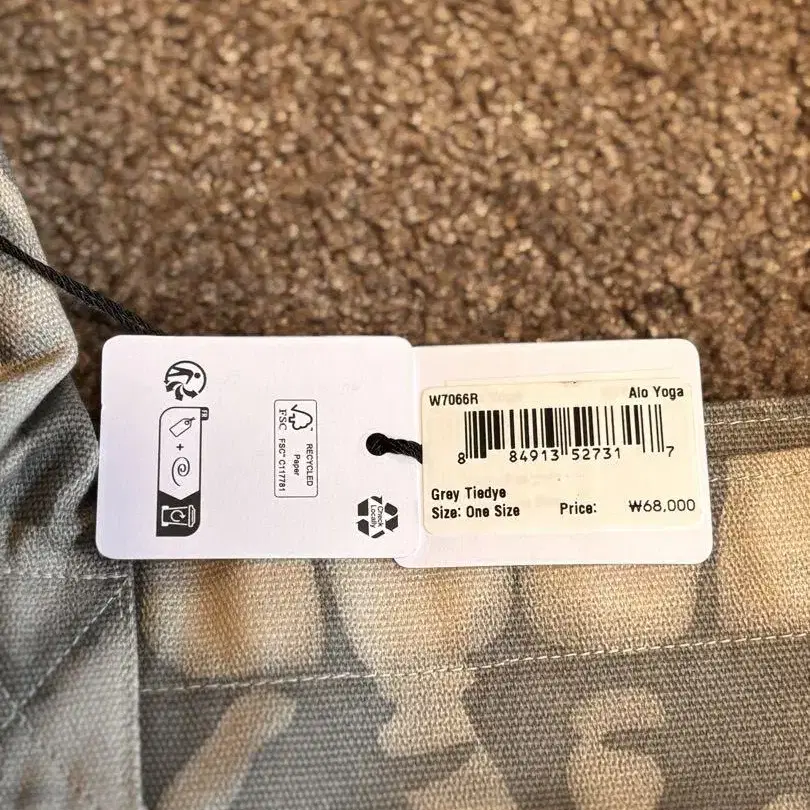 FR
+
FSC
FSC® C117781
RECYCLED
Paper
Check
Locally
W7066R
Alo Yoga
8 84913 52731 7
Grey Tiedye
Size: One Size
Price: ₩68,000